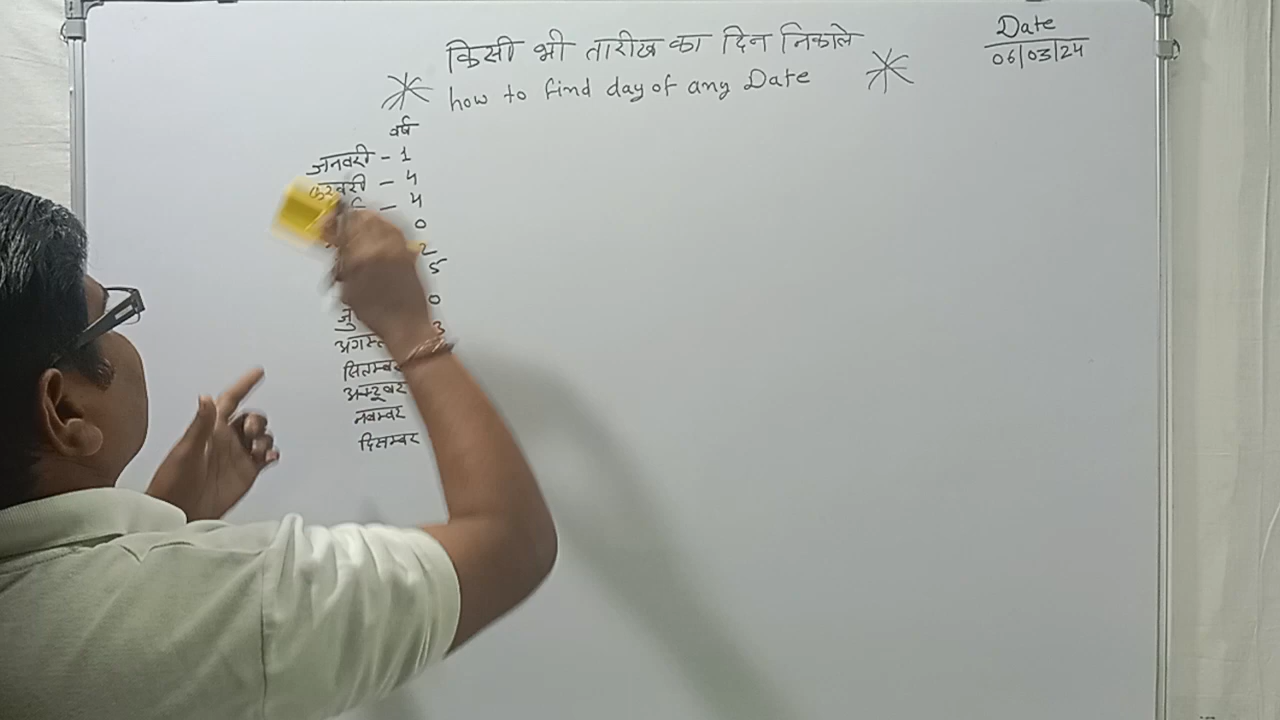 किसी भी तारीख का दिन निकाले
how to find day of any Date
Date
06/03/24
वर्ष
जनवरी - 1
फरवरी - 4
- 4
0
2
5
0
जु
अगस्त 3
सितम्बर
अक्टूबर
नवम्बर
दिसम्बर